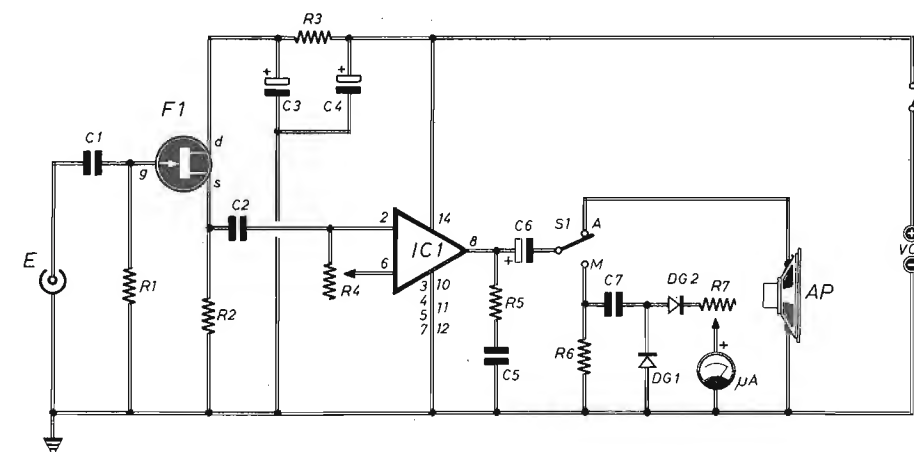 R3
+
C3
+
C4
F1
C1
d
g
s
C2
E
R1
R2
R4
2
6
IC1
14
8
3
4
5
7
10
11
12
R5
C5
C6
+
S1
A
M
C7
DG2
R7
R6
DG1
+
μA
AP
+
VC
-